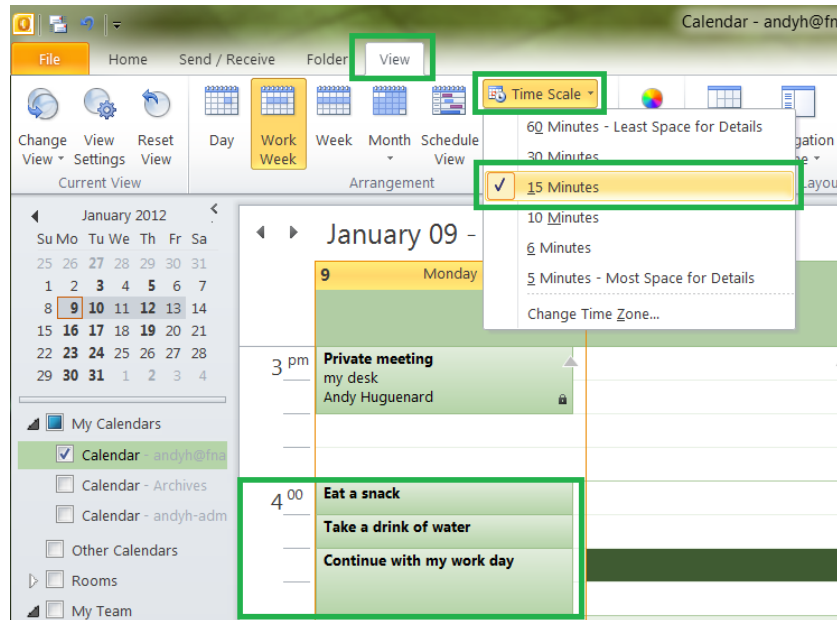 Calendar - andyh@fn
File Home Send / Receive Folder View
Time Scale
Change View View Settings Reset View Day Work Week Week Month Schedule View
Current View Arrangement
60 Minutes - Least Space for Details
30 Minutes
15 Minutes
10 Minutes
6 Minutes
5 Minutes - Most Space for Details
Change Time Zone...
January 2012
Su Mo Tu We Th Fr Sa
25 26 27 28 29 30 31
1 2 3 4 5 6 7
8 9 10 11 12 13 14
15 16 17 18 19 20 21
22 23 24 25 26 27 28
29 30 31 1 2 3 4
My Calendars
Calendar - andyh@fna
Calendar - Archives
Calendar - andyh-adm
Other Calendars
Rooms
My Team
January 09 -
9 Monday
3 pm
Private meeting
my desk
Andy Huguenard
4 00
Eat a snack
Take a drink of water
Continue with my work day